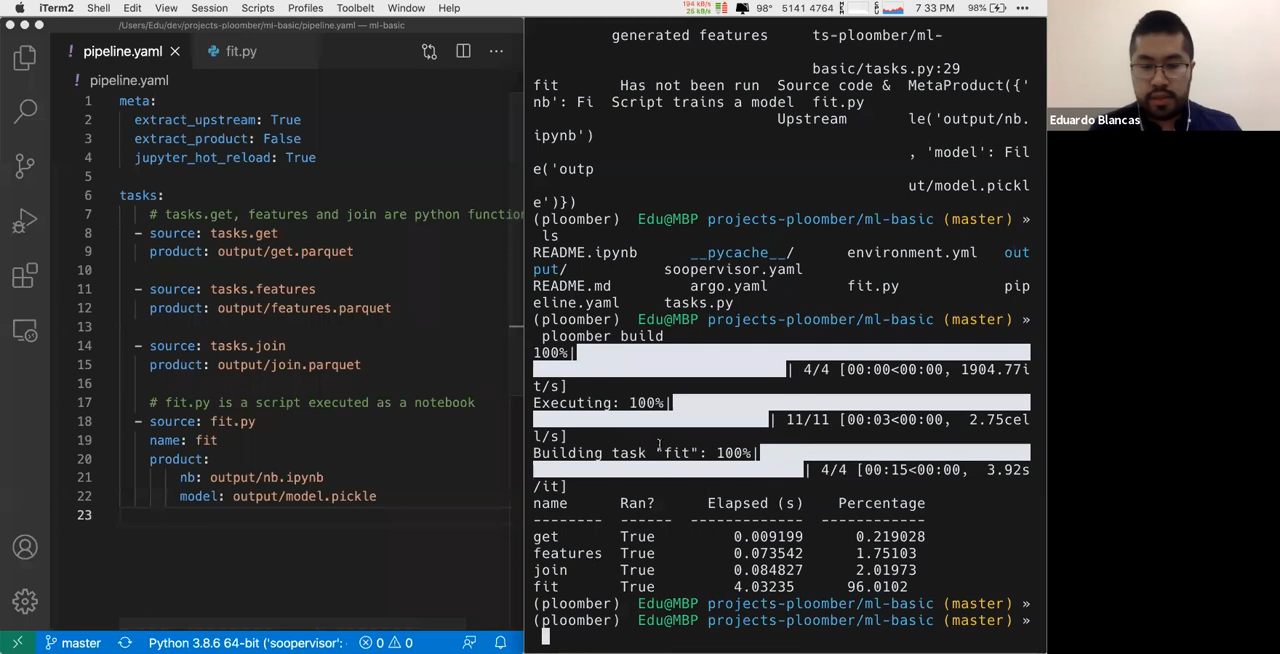 iTerm2 Shell Edit View Session Scripts Profiles Toolbelt Window Help 194 kB/s 25 kB/s 98° 5141 4764 7:33 PM 98%
/Users/Edu/dev/projects-ploomber/ml-basic/pipeline.yaml — ml-basic
! pipeline.yaml fit.py
! pipeline.yaml
1 meta:
2 extract_upstream: True
3 extract_product: False
4 jupyter_hot_reload: True
5
6 tasks:
7 # tasks.get, features and join are python function
8 - source: tasks.get
9 product: output/get.parquet
10
11 - source: tasks.features
12 product: output/features.parquet
13
14 - source: tasks.join
15 product: output/join.parquet
16
17 # fit.py is a script executed as a notebook
18 - source: fit.py
19 name: fit
20 product:
21 nb: output/nb.ipynb
22 model: output/model.pickle
23
master Python 3.8.6 64-bit ('soopervisor': 0 0
generated features ts-ploomber/ml-
basic/tasks.py:29
fit Has not been run Source code & MetaProduct({'
nb': Fi Script trains a model fit.py
Upstream le('output/nb.
ipynb')
, 'model': Fil
e('outp
ut/model.pickl
e')})
(ploomber) Edu@MBP projects-ploomber/ml-basic (master) »
ls
README.ipynb __pycache__/ environment.yml out
put/ soopervisor.yaml
README.md argo.yaml fit.py pip
eline.yaml tasks.py
(ploomber) Edu@MBP projects-ploomber/ml-basic (master) »
ploomber build
100%|
| 4/4 [00:00<00:00, 1904.77i
t/s]
Executing: 100%|
| 11/11 [00:03<00:00, 2.75cel
l/s]
Building task "fit": 100%|
| 4/4 [00:15<00:00, 3.92s
/it]
name Ran? Elapsed (s) Percentage
-------- ------ ------------- ------------
get True 0.009199 0.219028
features True 0.073542 1.75103
join True 0.084827 2.01973
fit True 4.03235 96.0102
(ploomber) Edu@MBP projects-ploomber/ml-basic (master) »
(ploomber) Edu@MBP projects-ploomber/ml-basic (master) »
Eduardo Blancas